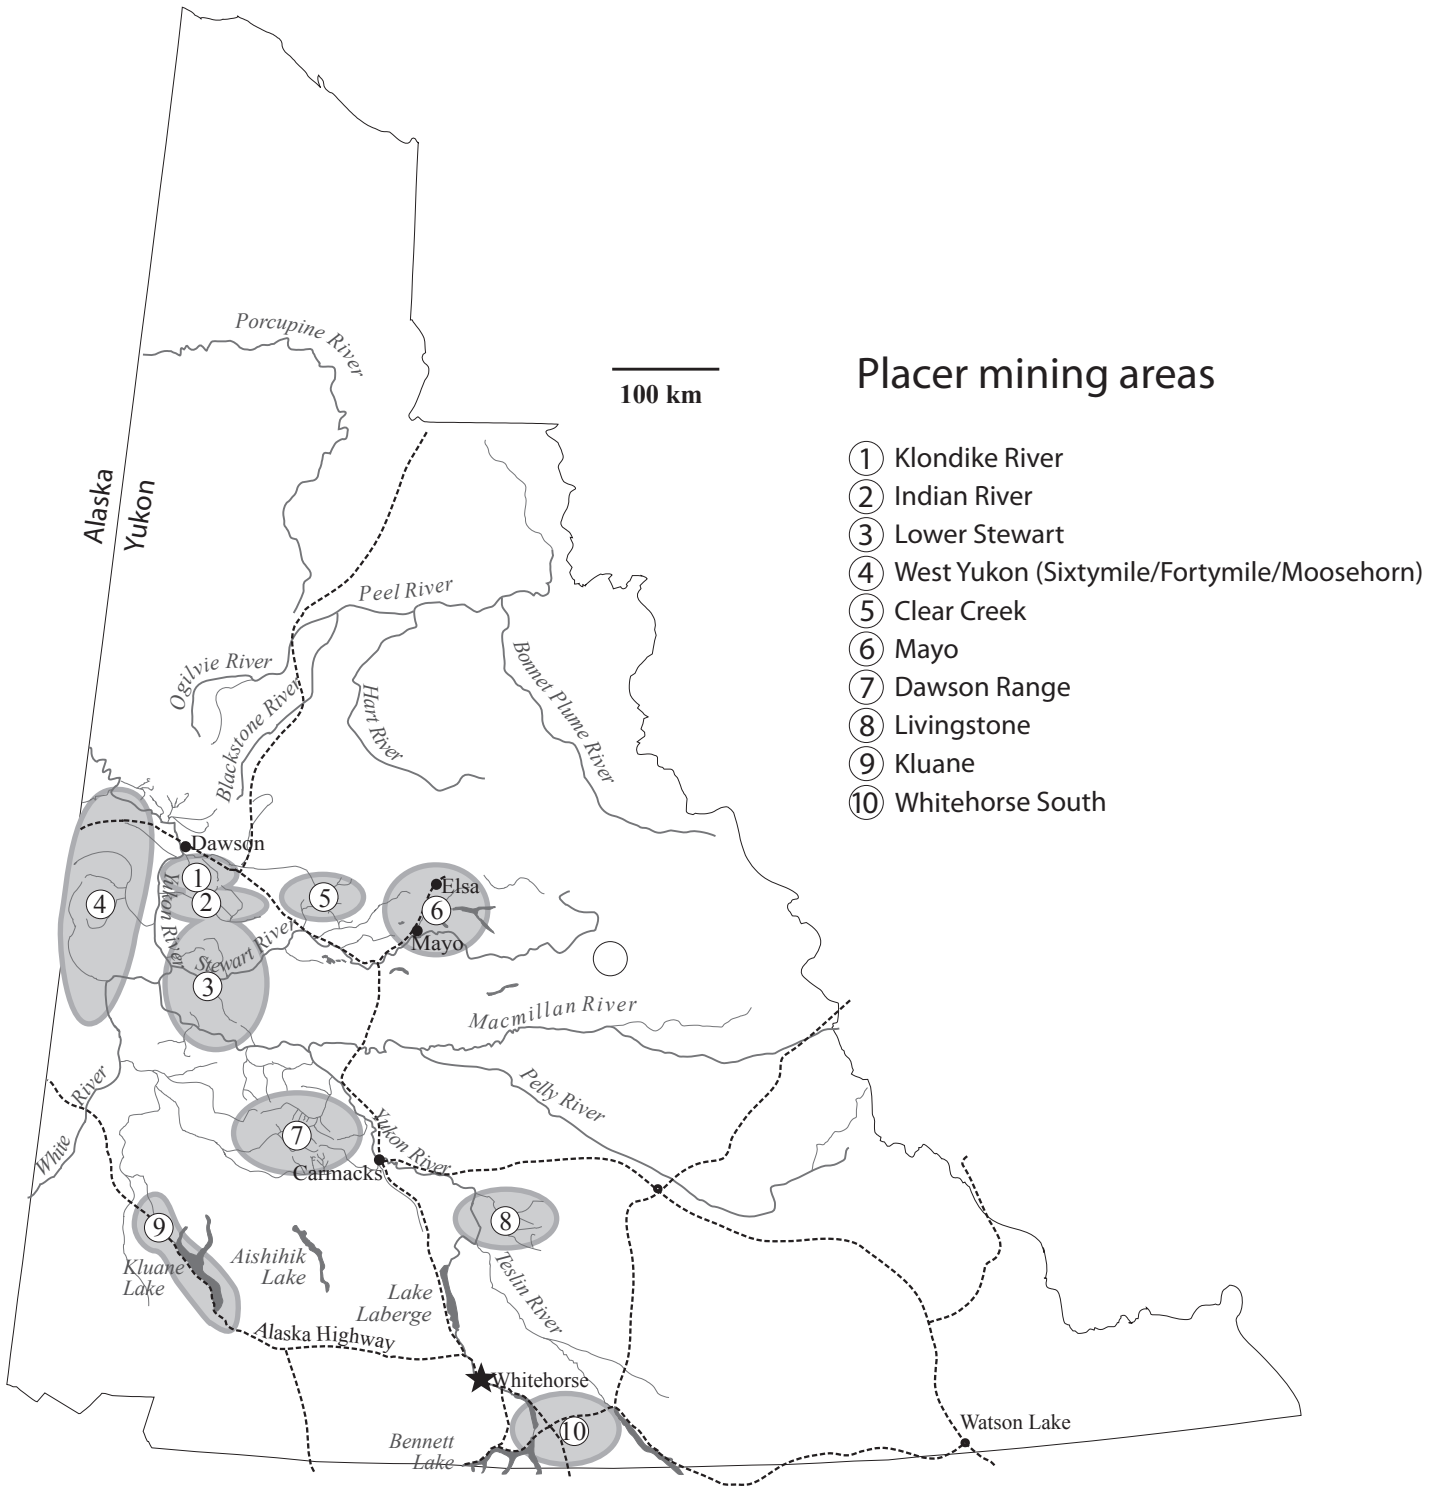 Porcupine River
100 km
Placer mining areas
1 Klondike River
2 Indian River
3 Lower Stewart
4 West Yukon (Sixtymile/Fortymile/Moosehorn)
5 Clear Creek
6 Mayo
7 Dawson Range
8 Livingstone
9 Kluane
10 Whitehorse South
Alaska
Yukon
Peel River
Ogilvie River
Blackstone River
Hart River
Bonnet Plume River
Dawson
1
2
Yukon River
4
5
Elsa
6
Mayo
Stewart River
3
Macmillan River
White River
Pelly River
7
Yukon River
Carmacks
9
8
Kluane
Lake
Aishihik
Lake
Lake
Laberge
Teslin River
Alaska Highway
Whitehorse
10
Bennett
Lake
Watson Lake